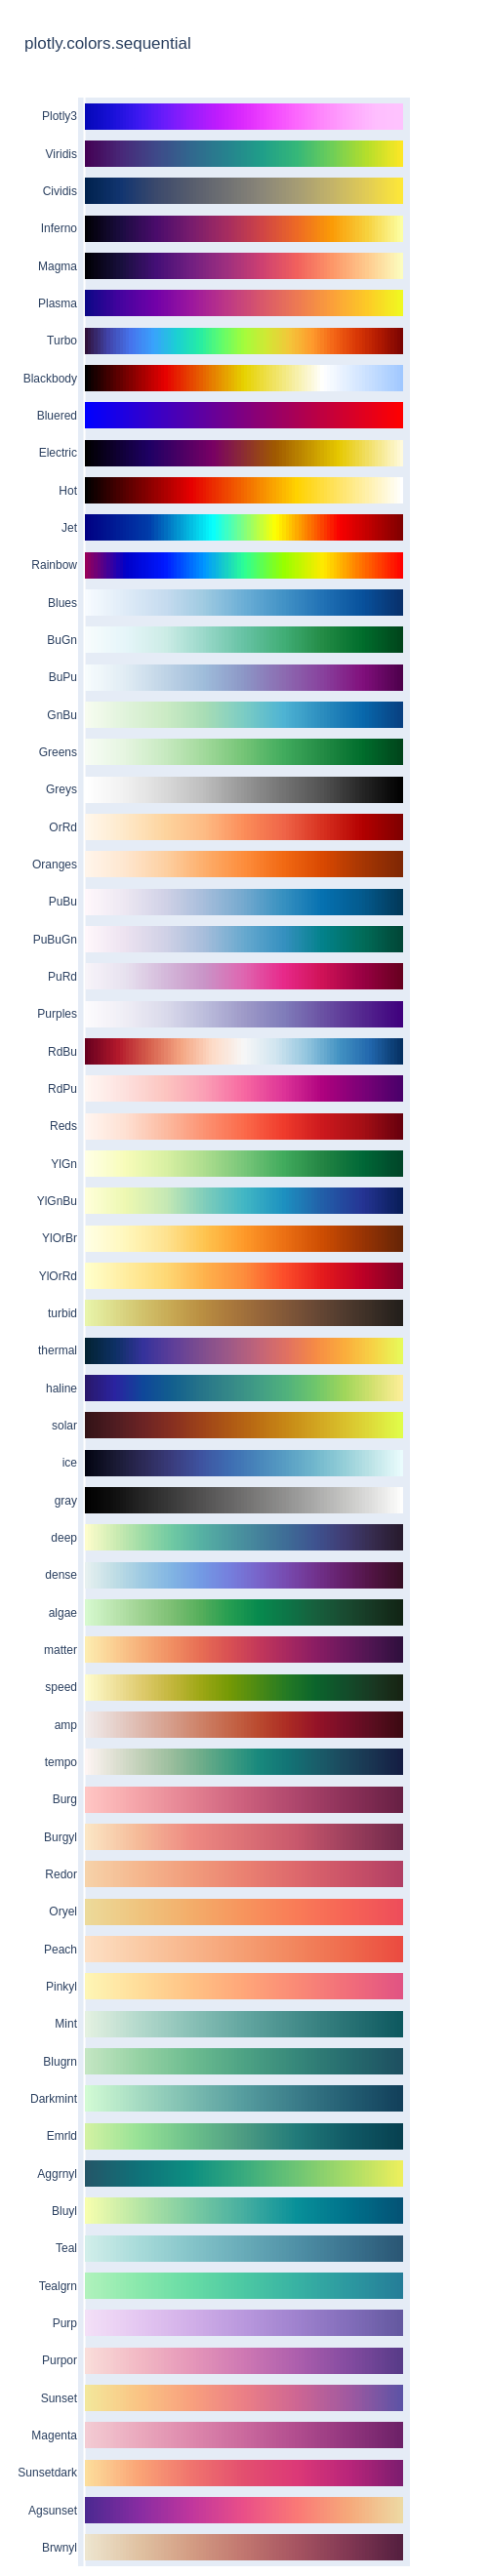 plotly.colors.sequential
Plotly3
Viridis
Cividis
Inferno
Magma
Plasma
Turbo
Blackbody
Bluered
Electric
Hot
Jet
Rainbow
Blues
BuGn
BuPu
GnBu
Greens
Greys
OrRd
Oranges
PuBu
PuBuGn
PuRd
Purples
RdBu
RdPu
Reds
YlGn
YlGnBu
YlOrBr
YlOrRd
turbid
thermal
haline
solar
ice
gray
deep
dense
algae
matter
speed
amp
tempo
Burg
Burgyl
Redor
Oryel
Peach
Pinkyl
Mint
Blugrn
Darkmint
Emrld
Aggrnyl
Bluyl
Teal
Tealgrn
Purp
Purpor
Sunset
Magenta
Sunsetdark
Agsunset
Brwnyl